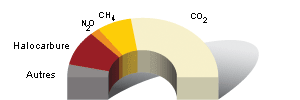 CH₄
CO₂
N₂O
Halocarbure
Autres